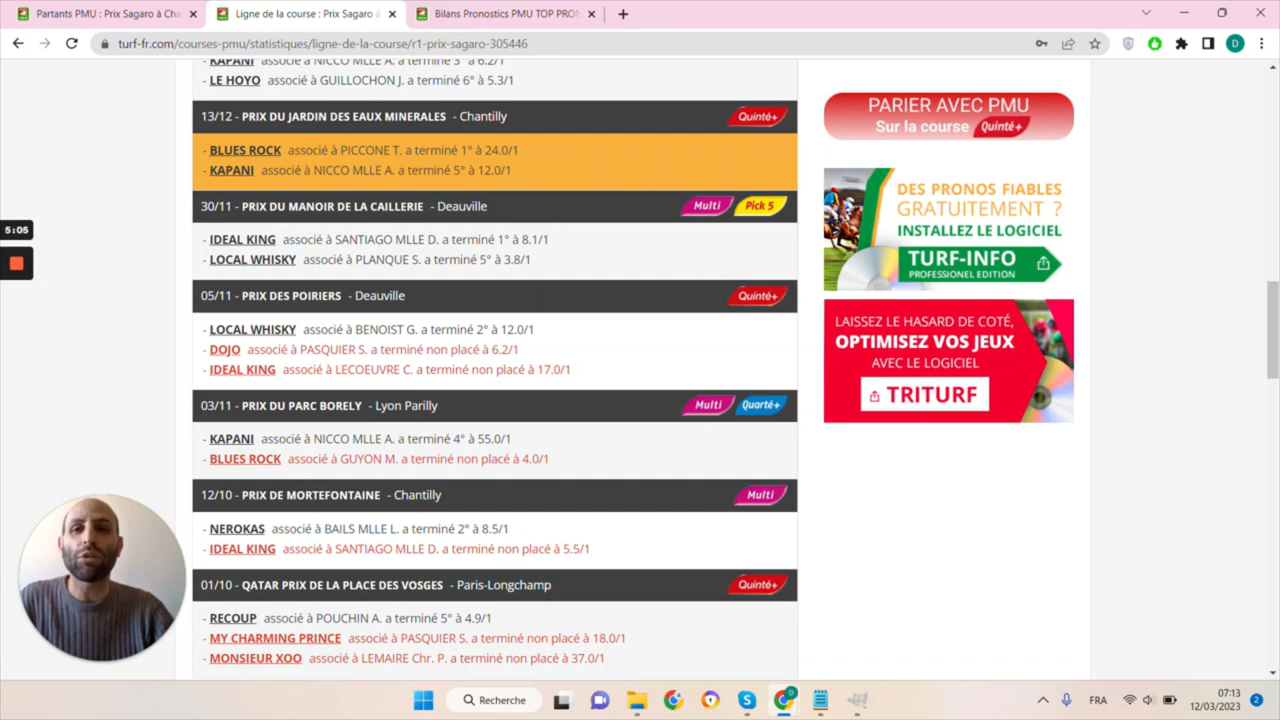 Partants PMU : Prix Sagaro à Cha
Ligne de la course : Prix Sagaro à
Bilans Pronostics PMU TOP PRON
turf-fr.com/courses-pmu/statistiques/ligne-de-la-course/r1-prix-sagaro-305446
D
- KAPANI associé à NICCO MLLE A. a terminé 3° à 6.2/1
- LE HOYO associé à GUILLOCHON J. a terminé 6° à 5.3/1
13/12 - PRIX DU JARDIN DES EAUX MINERALES - Chantilly Quinté+
- BLUES ROCK associé à PICCONE T. a terminé 1° à 24.0/1
- KAPANI associé à NICCO MLLE A. a terminé 5° à 12.0/1
30/11 - PRIX DU MANOIR DE LA CAILLERIE - Deauville Multi Pick 5
- IDEAL KING associé à SANTIAGO MLLE D. a terminé 1° à 8.1/1
- LOCAL WHISKY associé à PLANQUE S. a terminé 5° à 3.8/1
05/11 - PRIX DES POIRIERS - Deauville Quinté+
- LOCAL WHISKY associé à BENOIST G. a terminé 2° à 12.0/1
- DOJO associé à PASQUIER S. a terminé non placé à 6.2/1
- IDEAL KING associé à LECOEUVRE C. a terminé non placé à 17.0/1
03/11 - PRIX DU PARC BORELY - Lyon Parilly Multi Quarté+
- KAPANI associé à NICCO MLLE A. a terminé 4° à 55.0/1
- BLUES ROCK associé à GUYON M. a terminé non placé à 4.0/1
12/10 - PRIX DE MORTEFONTAINE - Chantilly Multi
- NEROKAS associé à BAILS MLLE L. a terminé 2° à 8.5/1
- IDEAL KING associé à SANTIAGO MLLE D. a terminé non placé à 5.5/1
01/10 - QATAR PRIX DE LA PLACE DES VOSGES - Paris-Longchamp Quinté+
- RECOUP associé à POUCHIN A. a terminé 5° à 4.9/1
- MY CHARMING PRINCE associé à PASQUIER S. a terminé non placé à 18.0/1
- MONSIEUR XOO associé à LEMAIRE Chr. P. a terminé non placé à 37.0/1
PARIER AVEC PMU
Sur la course Quinté+
DES PRONOS FIABLES
GRATUITEMENT ?
INSTALLEZ LE LOGICIEL
TURF-INFO
PROFESSIONEL EDITION
LAISSEZ LE HASARD DE COTÉ,
OPTIMISEZ VOS JEUX
AVEC LE LOGICIEL
TRITURF
5:05
Recherche
D
FRA
07:13
12/03/2023
2